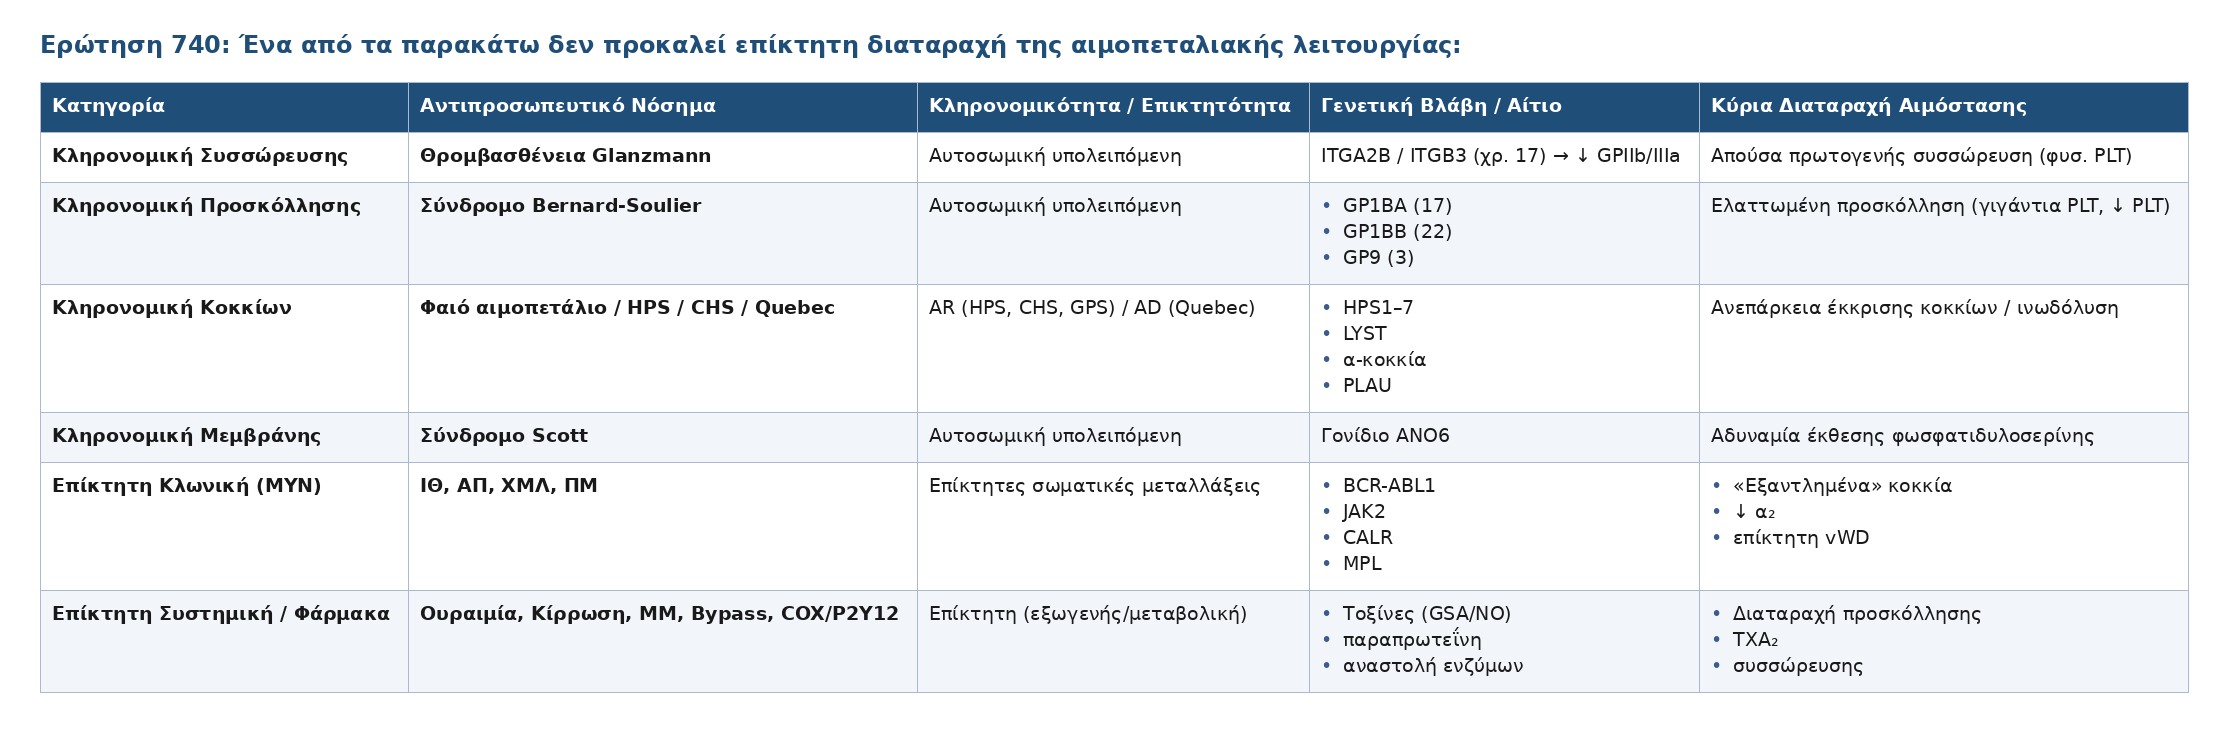 Ερώτηση 740: Ένα από τα παρακάτω δεν προκαλεί επίκτητη διαταραχή της αιμοπεταλιακής λειτουργίας:
Κατηγορία Αντιπροσωπευτικό Νόσημα Κληρονομικότητα / Επικτητότητα Γενετική Βλάβη / Αίτιο Κύρια Διαταραχή Αιμόστασης
Κληρονομική Συσσώρευσης Θρομβασθένεια Glanzmann Αυτοσωμική υπολειπόμενη ITGA2B / ITGB3 (χρ. 17) → ↓ GPIIb/IIIa Απούσα πρωτογενής συσσώρευση (φυσ. PLT)
Κληρονομική Προσκόλλησης Σύνδρομο Bernard-Soulier Αυτοσωμική υπολειπόμενη • GP1BA (17) Ελαττωμένη προσκόλληση (γιγάντια PLT, ↓ PLT)
• GP1BB (22)
• GP9 (3)
Κληρονομική Κοκκίων Φαιό αιμοπετάλιο / HPS / CHS / Quebec AR (HPS, CHS, GPS) / AD (Quebec) • HPS1–7 Ανεπάρκεια έκκρισης κοκκίων / ινωδόλυση
• LYST
• α-κοκκία
• PLAU
Κληρονομική Μεμβράνης Σύνδρομο Scott Αυτοσωμική υπολειπόμενη Γονίδιο ANO6 Αδυναμία έκθεσης φωσφατιδυλοσερίνης
Επίκτητη Κλωνική (ΜΥΝ) ΙΘ, ΑΠ, ΧΜΛ, ΠΜ Επίκτητες σωματικές μεταλλάξεις • BCR-ABL1 • «Εξαντλημένα» κοκκία
• JAK2 • ↓ α₂
• CALR • επίκτητη vWD
• MPL
Επίκτητη Συστημική / Φάρμακα Ουραιμία, Κίρρωση, ΜΜ, Bypass, COX/P2Y12 Επίκτητη (εξωγενής/μεταβολική) • Τοξίνες (GSA/NO) • Διαταραχή προσκόλλησης
• παραπρωτεΐνη • TXA₂
• αναστολή ενζύμων • συσσώρευσης